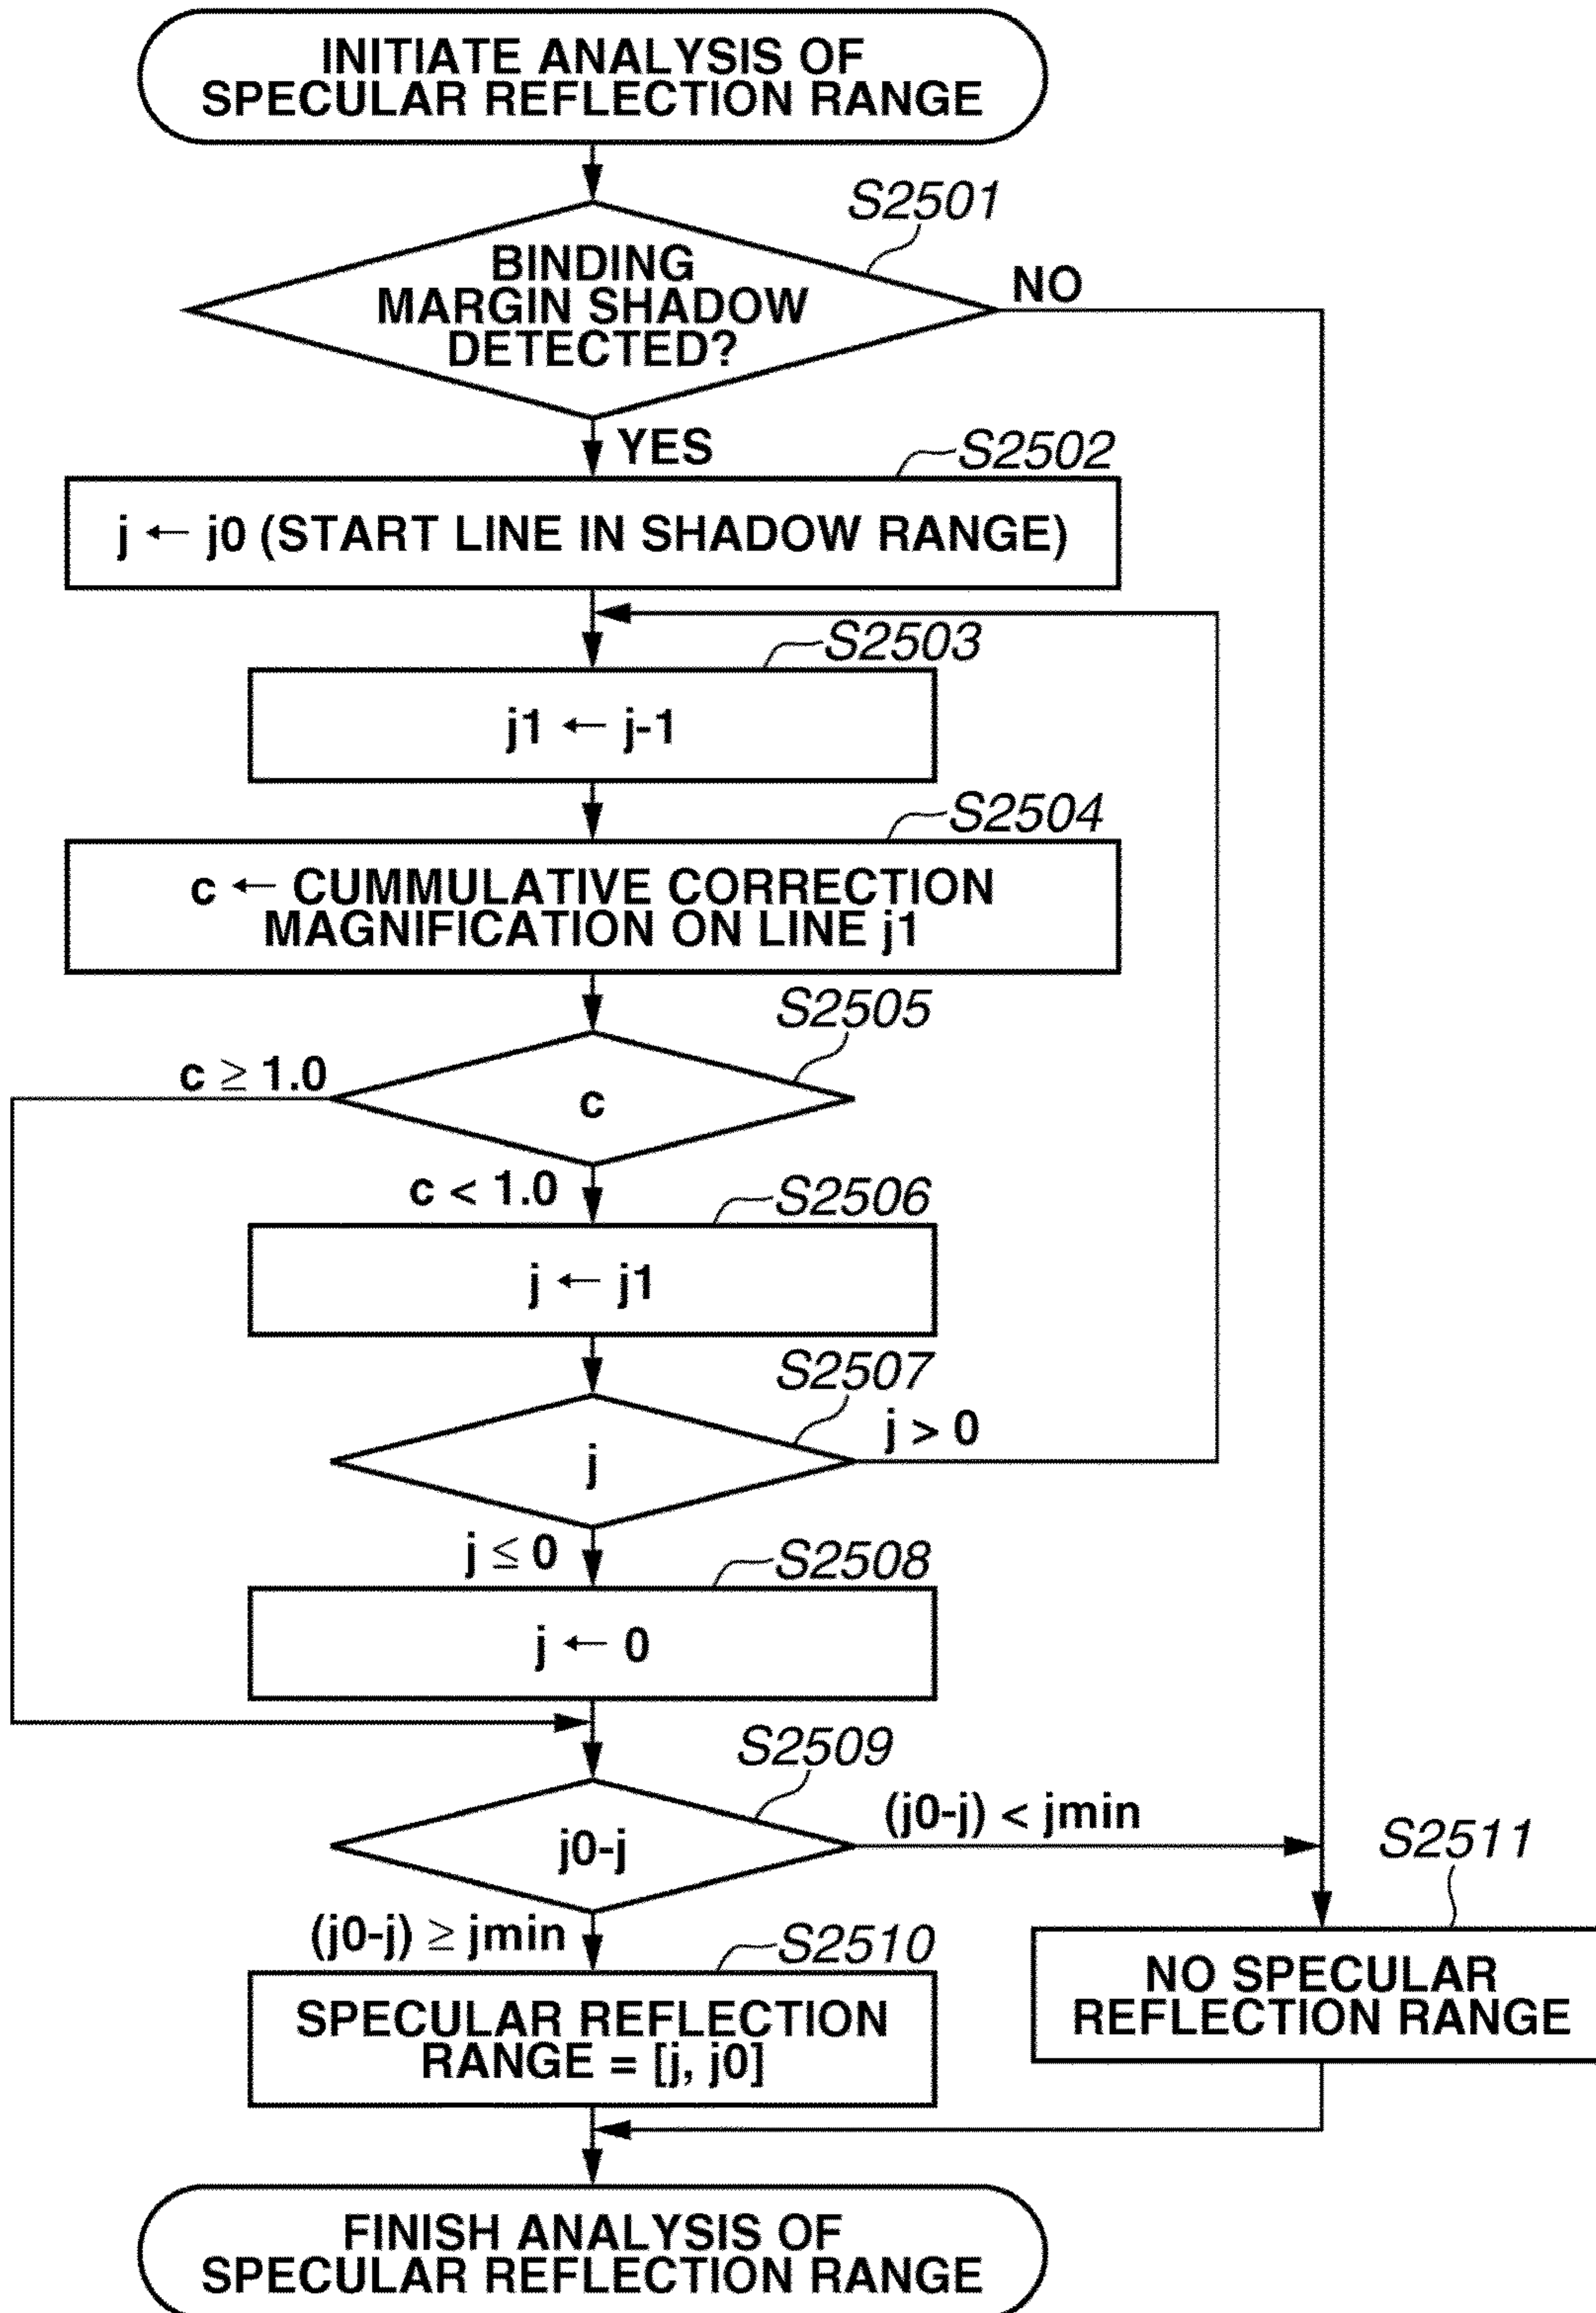 INITIATE ANALYSIS OF
SPECULAR REFLECTION RANGE
S2501
BINDING
MARGIN SHADOW
DETECTED?
NO
YES
S2502
j ← j0 (START LINE IN SHADOW RANGE)
S2503
j1 ← j-1
S2504
c ← CUMMULATIVE CORRECTION
MAGNIFICATION ON LINE j1
S2505
c ≥ 1.0
c
c < 1.0
S2506
j ← j1
S2507
j > 0
j
j ≤ 0
S2508
j ← 0
S2509
(j0-j) < jmin
j0-j
S2511
(j0-j) ≥ jmin
S2510
SPECULAR REFLECTION
RANGE = [j, j0]
NO SPECULAR
REFLECTION RANGE
FINISH ANALYSIS OF
SPECULAR REFLECTION RANGE